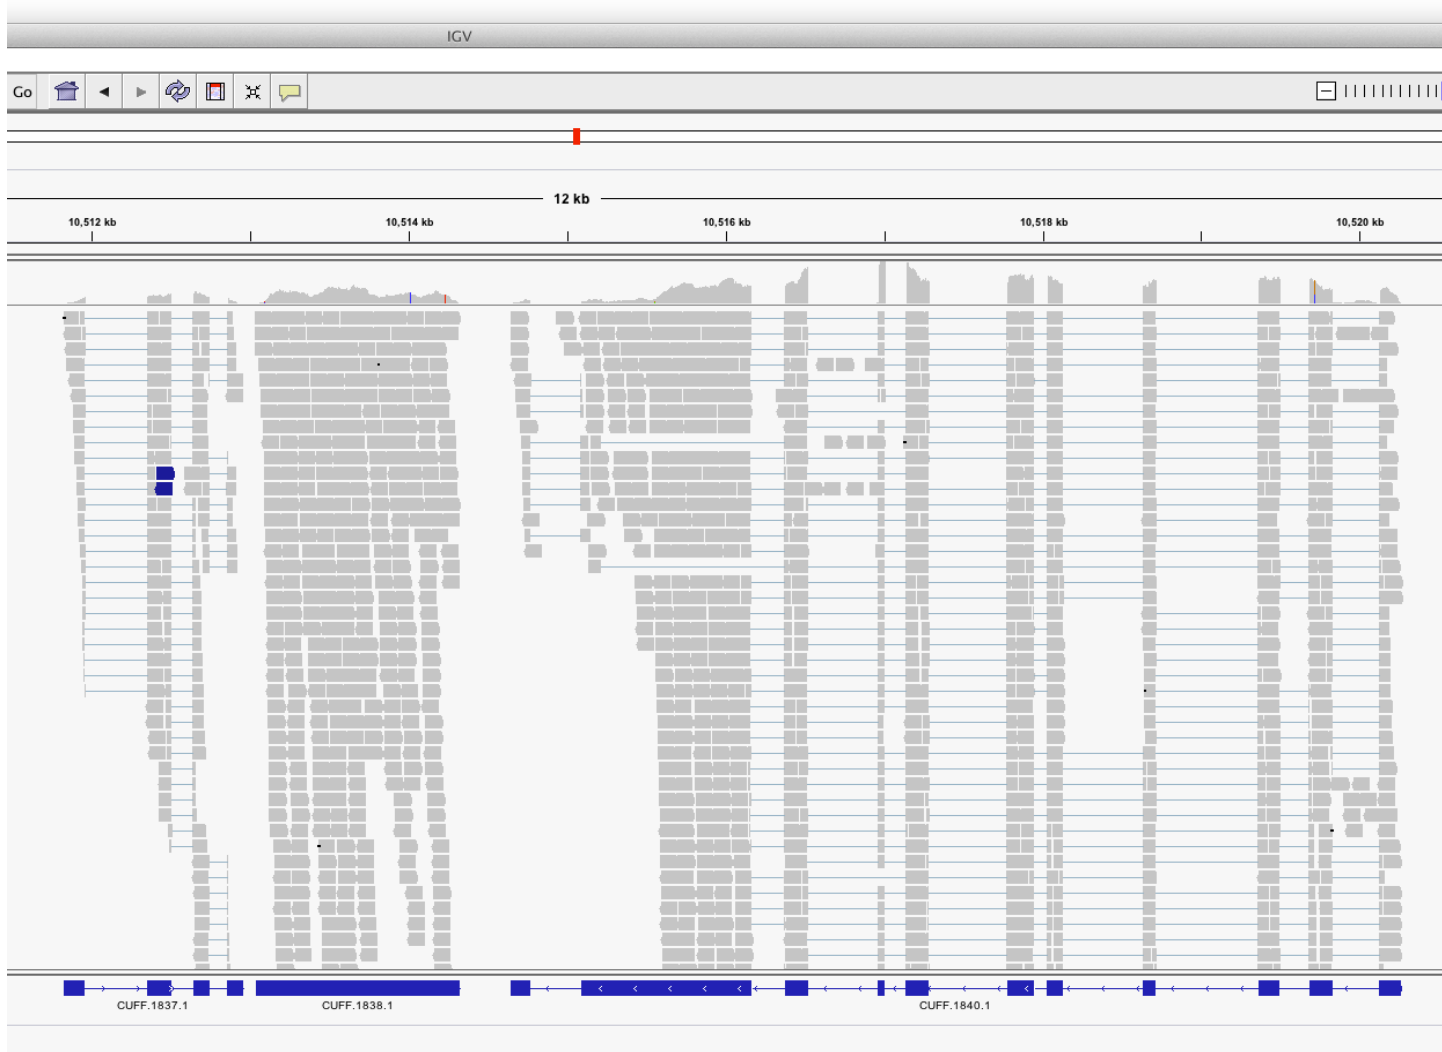 IGV
Go
12 kb
10,512 kb 10,514 kb 10,516 kb 10,518 kb 10,520 kb
CUFF.1837.1 CUFF.1838.1 CUFF.1840.1